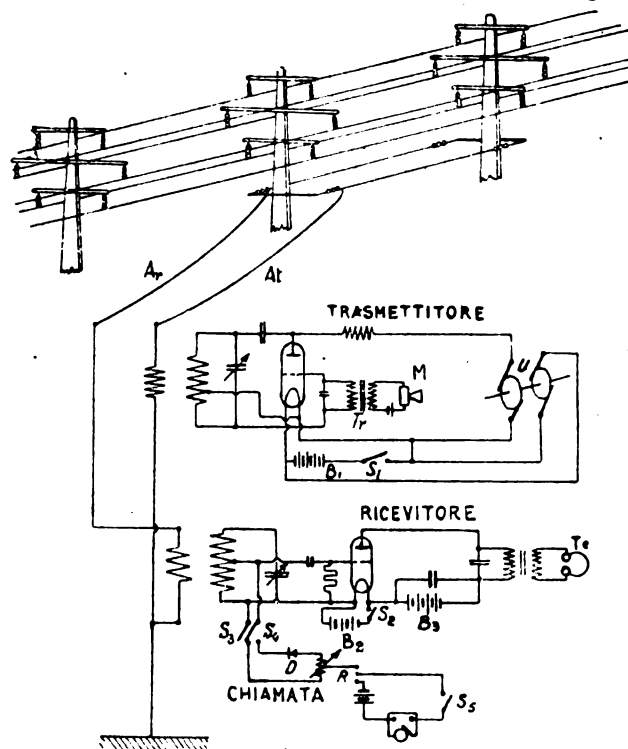 Ar
At
TRASMETTITORE
M
U
Tr
B1
S1
RICEVITORE
Te
S3
S4
S2
B2
B3
D
R
S5
CHIAMATA